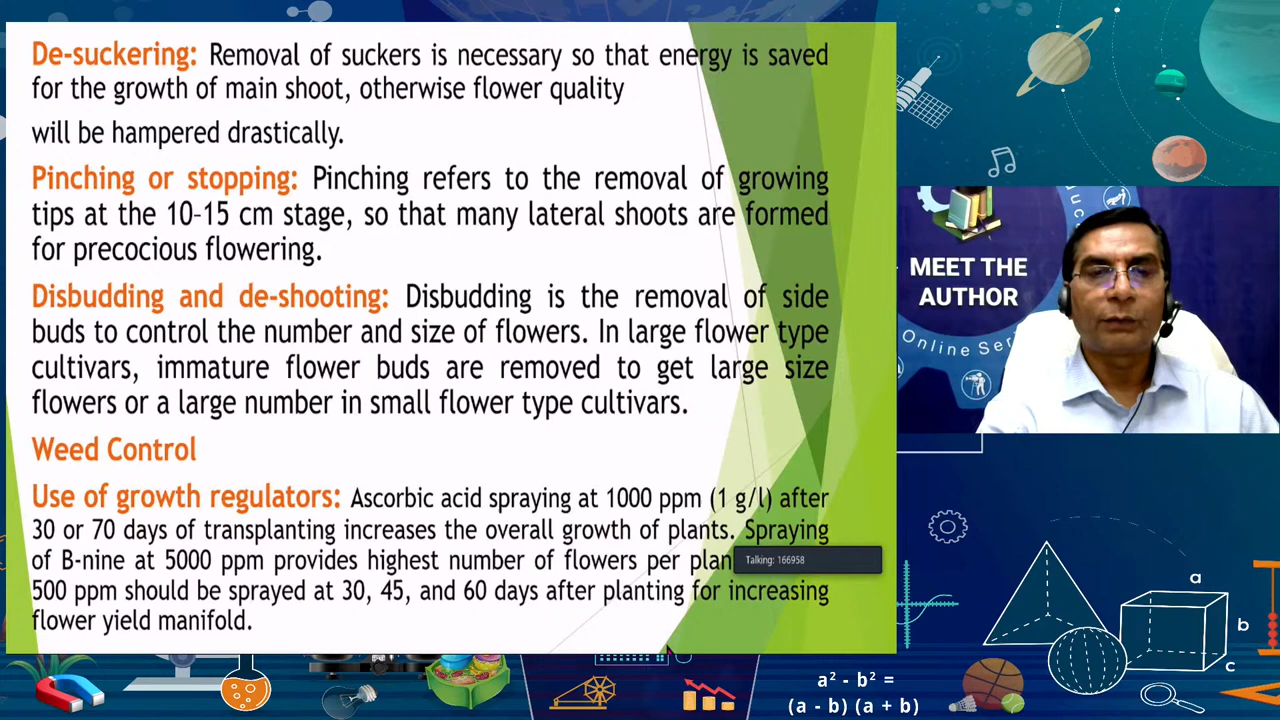 De-suckering: Removal of suckers is necessary so that energy is saved
for the growth of main shoot, otherwise flower quality
will be hampered drastically.
Pinching or stopping: Pinching refers to the removal of growing
tips at the 10–15 cm stage, so that many lateral shoots are formed
for precocious flowering.
Disbudding and de-shooting: Disbudding is the removal of side
buds to control the number and size of flowers. In large flower type
cultivars, immature flower buds are removed to get large size
flowers or a large number in small flower type cultivars.
Weed Control
Use of growth regulators: Ascorbic acid spraying at 1000 ppm (1 g/l) after
30 or 70 days of transplanting increases the overall growth of plants. Spraying
of B-nine at 5000 ppm provides highest number of flowers per plan
Talking: 166958
500 ppm should be sprayed at 30, 45, and 60 days after planting for increasing
flower yield manifold.
MEET THE
AUTHOR
Online Ser
a
b
c
a² - b² =
(a - b) (a + b)